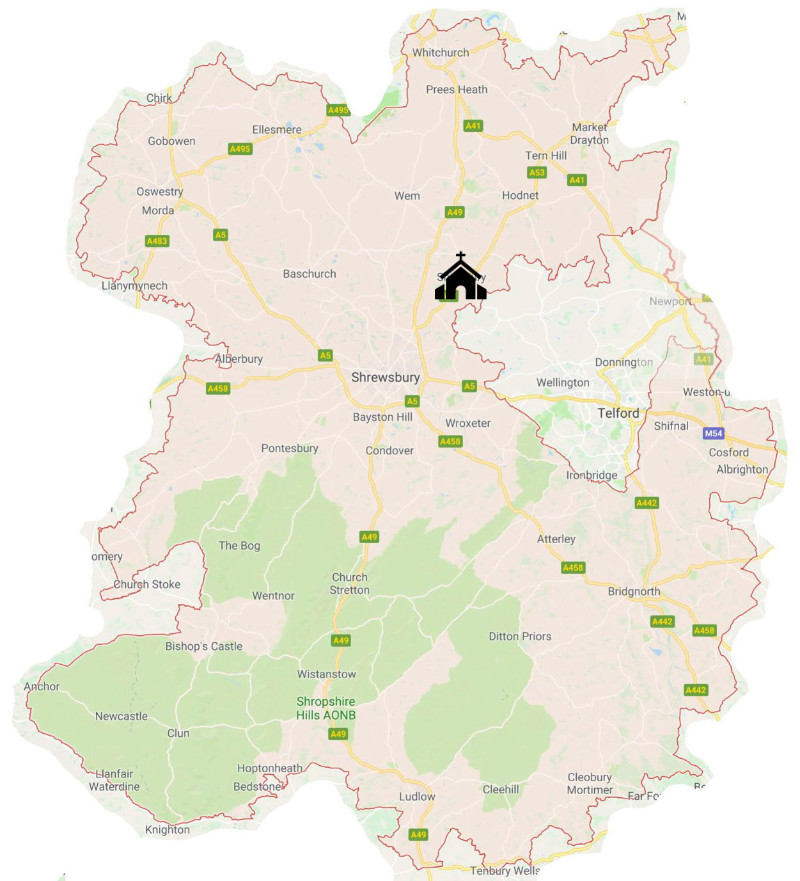 M
Whitchurch
Prees Heath
Chirk
A495
Ellesmere
A41
Market
Drayton
Gobowen
A495
Tern Hill
A53
A41
Oswestry
Wem
Hodnet
Morda
A49
A483
A5
Baschurch
Llanymynech
Newport
Alberbury
A5
Donnington
A41
A458
Shrewsbury
A5
Wellington
Weston-u
A5
Bayston Hill
Wroxeter
Telford
Shifnal
M54
A458
Pontesbury
Condover
Cosford
Albrighton
Ironbridge
A442
A49
Atterley
The Bog
omery
A458
Church Stoke
Church
Stretton
Wentnor
Bridgnorth
A442
A458
Ditton Priors
A49
Bishop's Castle
Wistanstow
Anchor
A442
Shropshire
Hills AONB
Newcastle
Clun
A49
Hoptonheath
Llanfair
Waterdine
Bedstone
Cleobury
Mortimer
Cleehill
Ludlow
Far Fo
Knighton
A49
Tenbury Wells